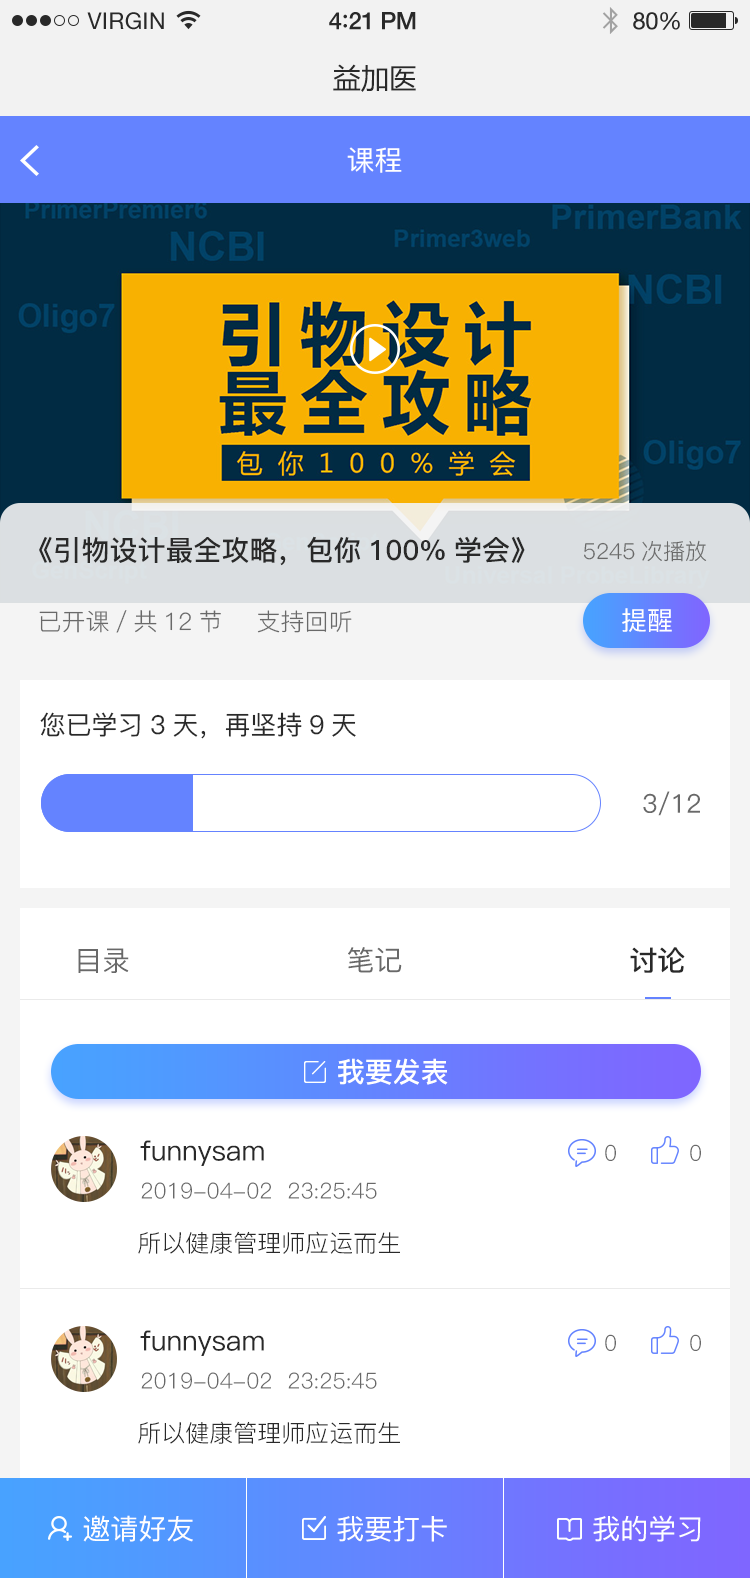 VIRGIN 4:21 PM 80%
益加医
课程
PrimerPremier6
PrimerBank
NCBI
Primer3web
NCBI
Oligo7
引物设计
最全攻略
Oligo7
包你100%学会
NCBI
《引物设计最全攻略，包你 100% 学会》 5245 次播放
Universal ProbeLibrary
已开课 / 共 12 节 支持回听 提醒
您已学习 3 天，再坚持 9 天
3/12
目录 笔记 讨论
我要发表
funnysam 0 0
2019-04-02 23:25:45
所以健康管理师应运而生
funnysam 0 0
2019-04-02 23:25:45
所以健康管理师应运而生
邀请好友 我要打卡 我的学习